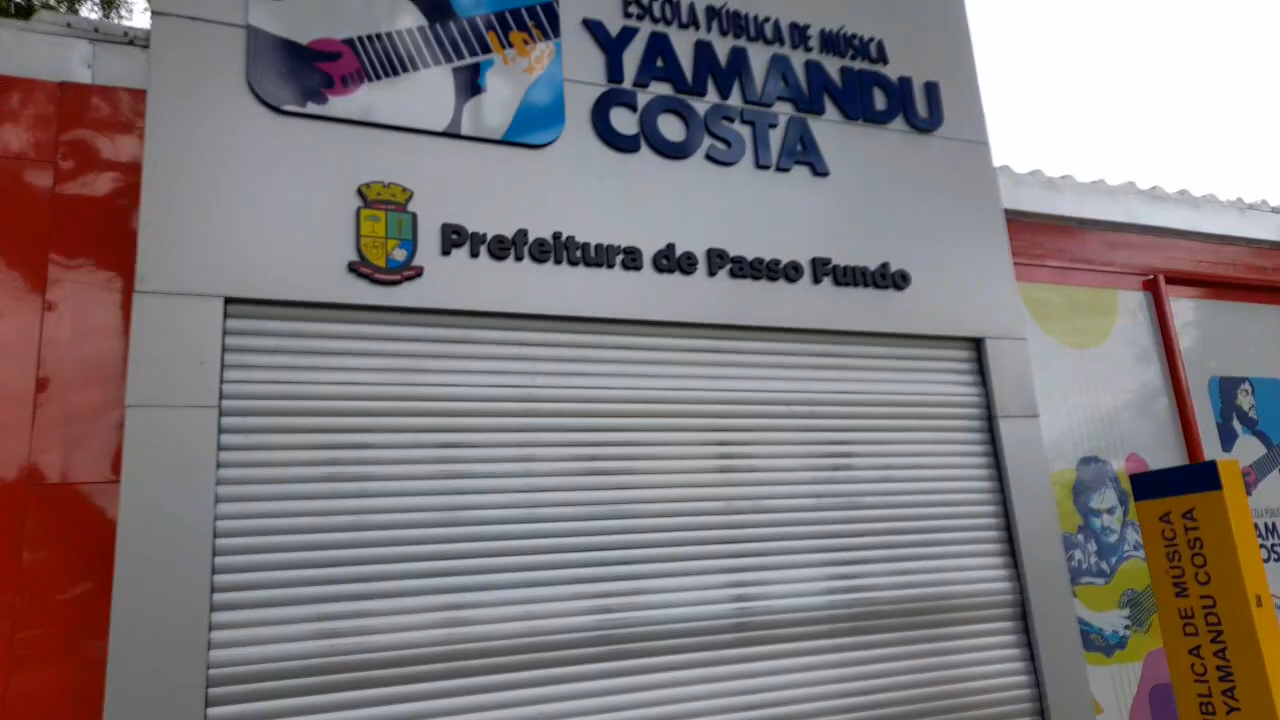 ESCOLA PÚBLICA DE MÚSICA
YAMANDU
COSTA
Prefeitura de Passo Fundo
BLICA DE MÚSICA
YAMANDU COSTA